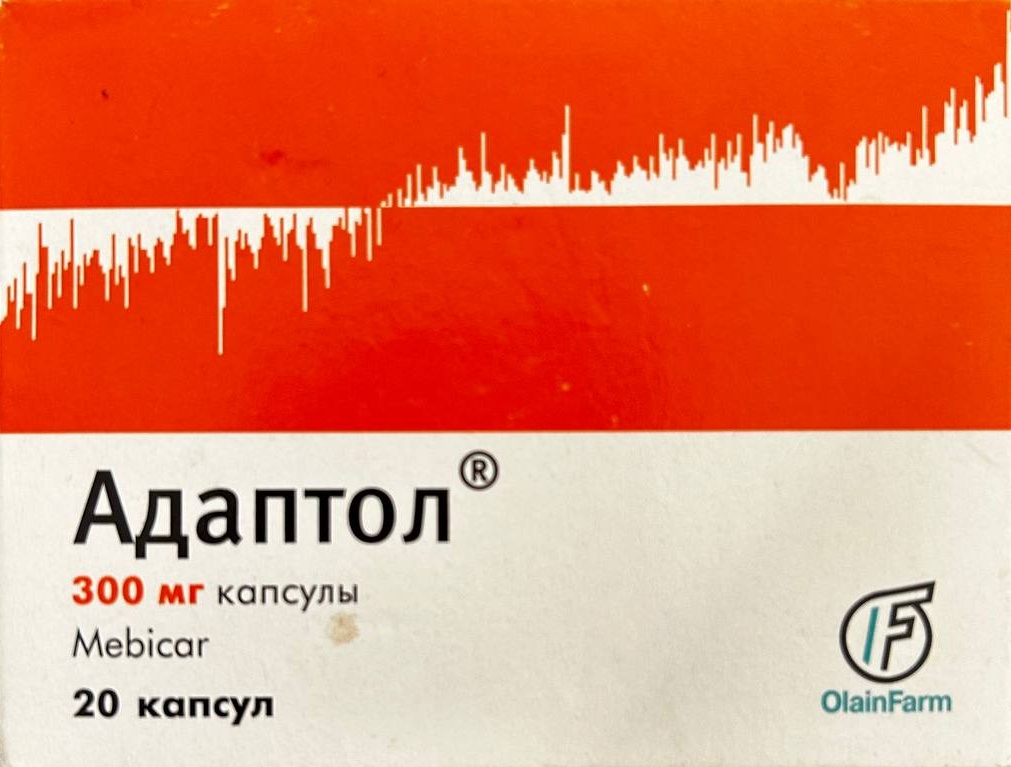 Адаптол®
300 мг капсулы
Mebicar
20 капсул
OlainFarm